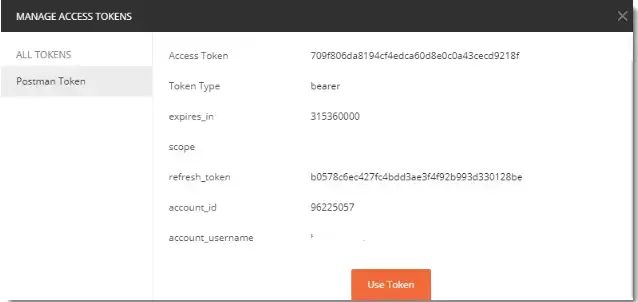 MANAGE ACCESS TOKENS
ALL TOKENS
Postman Token
Access Token 709f806da8194cf4edca60d8e0c0a43cecd9218f
Token Type bearer
expires_in 315360000
scope
refresh_token b0578c6ec427fc4bdd3ae3f4f92b993d330128be
account_id 96225057
account_username
Use Token